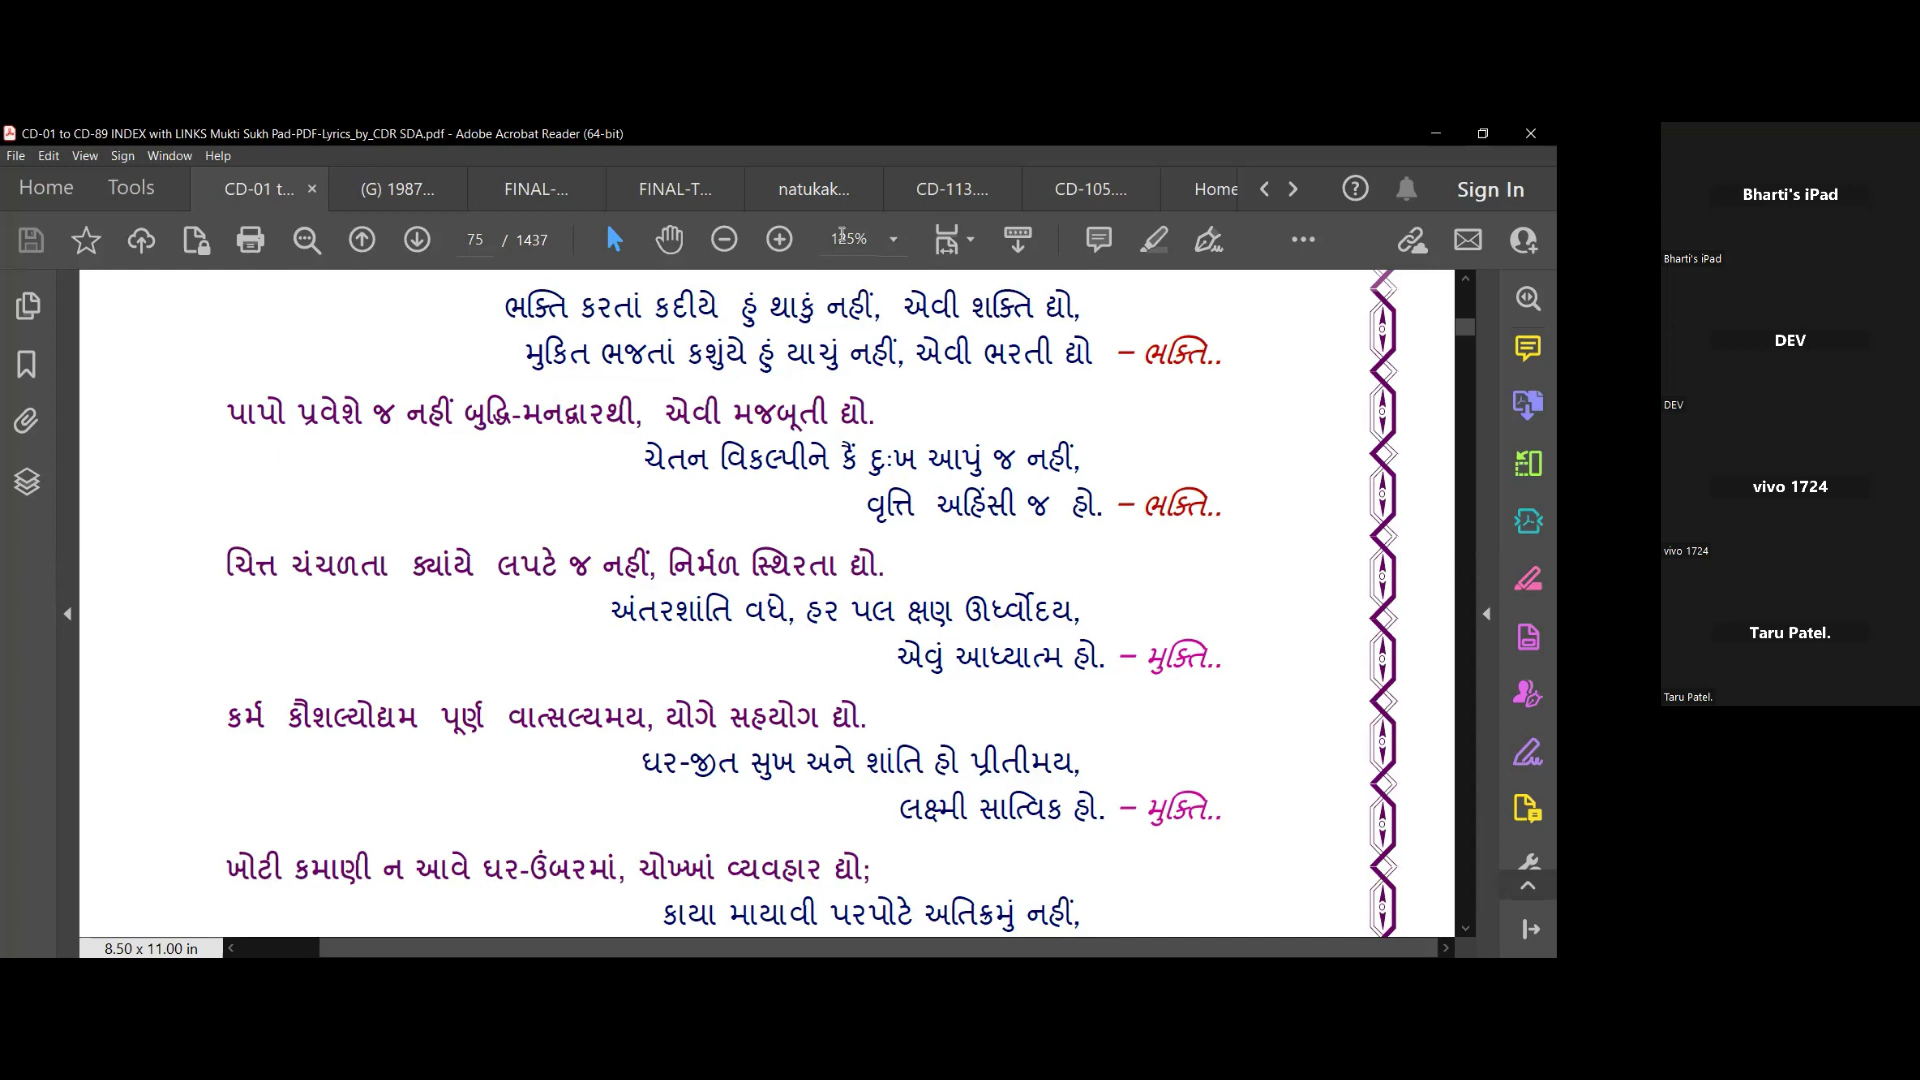 CD-01 to CD-89 INDEX with LINKS Mukti Sukh Pad-PDF-Lyrics_by_CDR SDA.pdf - Adobe Acrobat Reader (64-bit)
File Edit View Sign Window Help
Home Tools CD-01 t... (G) 1987... FINAL-... FINAL-T... natukak... CD-113.... CD-105.... Home Sign In
75 / 1437 125%
ભક્તિ કરતાં કદીયે હું થાકું નહીં, એવી શક્તિ દ્યો,
મુકિત ભજતાં કશુંયે હું યાચું નહીં, એવી ભરતી દ્યો – ભક્તિ..
પાપો પ્રવેશે જ નહીં બુદ્ધિ-મનદ્વારથી, એવી મજબૂતી દ્યો.
ચેતન વિકલ્પીને કૈં દુઃખ આપું જ નહીં,
વૃત્તિ અહિંસી જ હો. – ભક્તિ..
ચિત્ત ચંચળતા ક્યાંયે લપટે જ નહીં, નિર્મળ સ્થિરતા દ્યો.
અંતરશાંતિ વધે, હર પલ ક્ષણ ઊર્ધ્વોદય,
એવું આધ્યાત્મ હો. – મુક્તિ..
કર્મ કૌશલ્યોદ્યમ પૂર્ણ વાત્સલ્યમય, યોગે સહયોગ દ્યો.
ઘર-જીત સુખ અને શાંતિ હો પ્રીતીમય,
લક્ષ્મી સાત્વિક હો. – મુક્તિ..
ખોટી કમાણી ન આવે ઘર-ઉંબરમાં, ચોખ્ખાં વ્યવહાર દ્યો;
કાયા માયાવી પરપોટે અતિક્રમું નહીં,
8.50 x 11.00 in
Bharti's iPad
Bharti's iPad
DEV
DEV
vivo 1724
vivo 1724
Taru Patel.
Taru Patel.